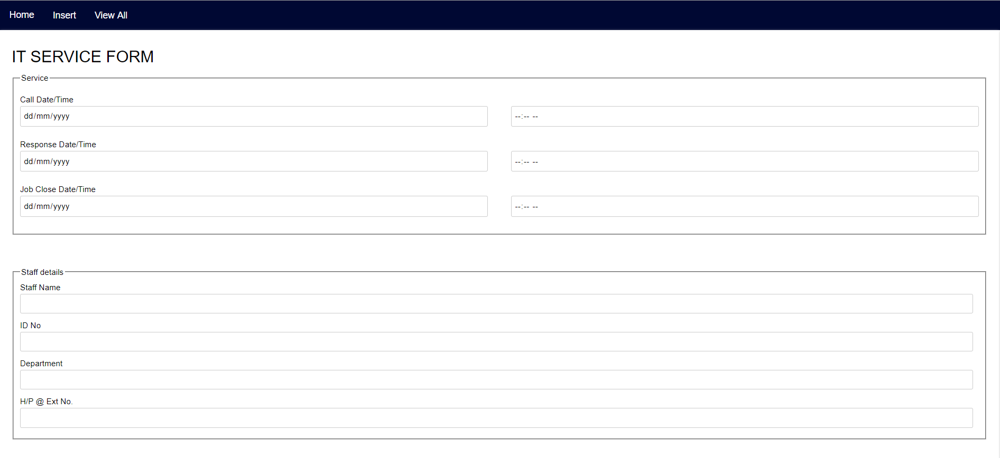 Home Insert View All
IT SERVICE FORM
Service
Call Date/Time
dd/mm/yyyy --:-- --
Response Date/Time
dd/mm/yyyy --:-- --
Job Close Date/Time
dd/mm/yyyy --:-- --
Staff details
Staff Name
ID No
Department
H/P @ Ext No.